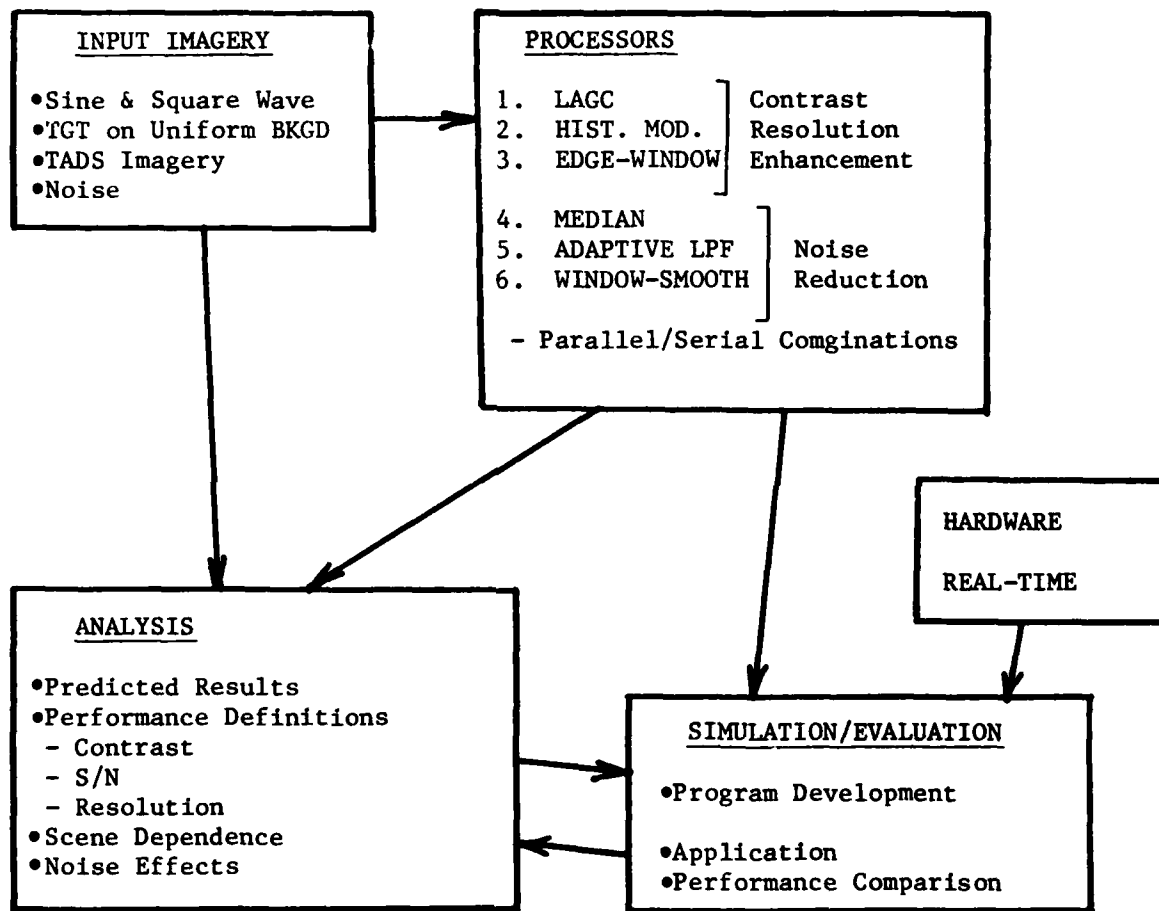 INPUT IMAGERY
•Sine & Square Wave
•TGT on Uniform BKGD
•TADS Imagery
•Noise
PROCESSORS
1. LAGC
2. HIST. MOD.
3. EDGE-WINDOW
Contrast
Resolution
Enhancement
4. MEDIAN
5. ADAPTIVE LPF
6. WINDOW-SMOOTH
Noise
Reduction
- Parallel/Serial Comginations
HARDWARE
REAL-TIME
ANALYSIS
•Predicted Results
•Performance Definitions
- Contrast
- S/N
- Resolution
•Scene Dependence
•Noise Effects
SIMULATION/EVALUATION
•Program Development
•Application
•Performance Comparison